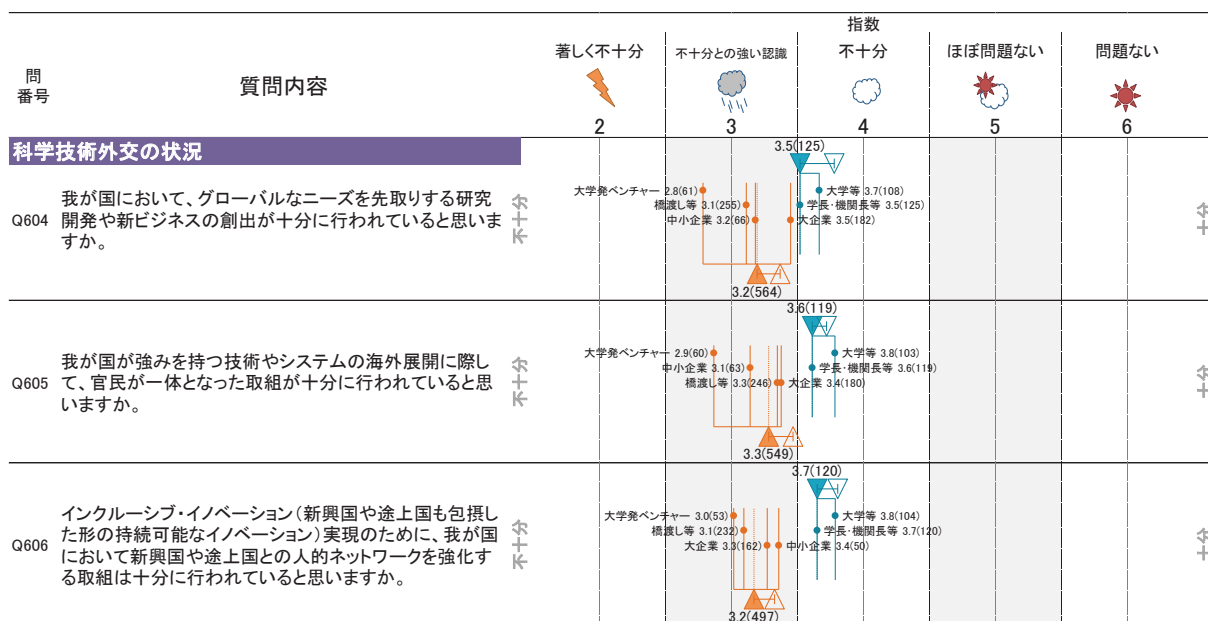 指数
著しく不十分
不十分との強い認識
不十分
ほぼ問題ない
問題ない
問
番号
質問内容
2
3
4
5
6
科学技術外交の状況
Q604
我が国において、グローバルなニーズを先取りする研究
開発や新ビジネスの創出が十分に行われていると思いま
すか。
不十分
3.5(125)
大学発ベンチャー 2.8(61)
橋渡し等 3.1(255)
中小企業 3.2(66)
大学等 3.7(108)
学長・機関長等 3.5(125)
大企業 3.5(182)
3.2(564)
十分
Q605
我が国が強みを持つ技術やシステムの海外展開に際し
て、官民が一体となった取組が十分に行われていると思
いますか。
不十分
3.6(119)
大学発ベンチャー 2.9(60)
中小企業 3.1(63)
橋渡し等 3.3(246)
大学等 3.8(103)
学長・機関長等 3.6(119)
大企業 3.4(180)
3.3(549)
十分
Q606
インクルーシブ・イノベーション(新興国や途上国も包摂し
た形の持続可能なイノベーション)実現のために、我が国
において新興国や途上国との人的ネットワークを強化す
る取組は十分に行われていると思いますか。
不十分
3.7(120)
大学発ベンチャー 3.0(53)
橋渡し等 3.1(232)
大企業 3.3(162)
大学等 3.8(104)
学長・機関長等 3.7(120)
中小企業 3.4(50)
3.2(497)
十分